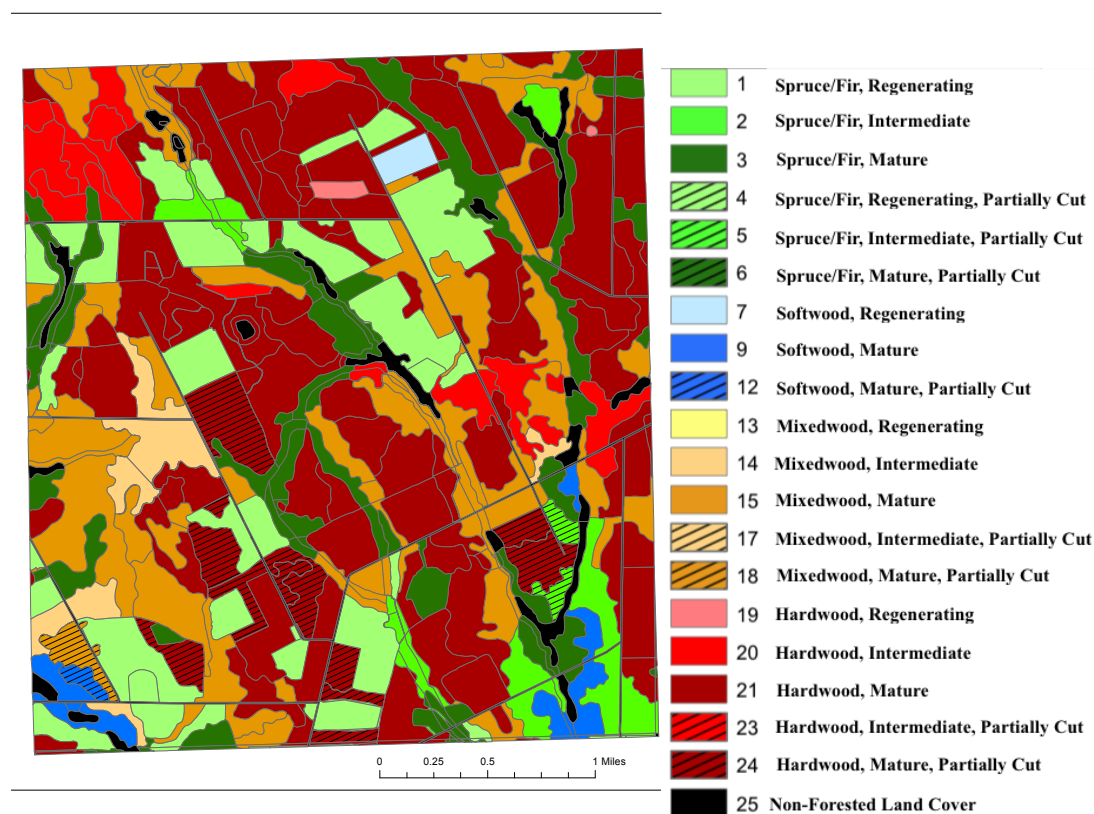 1 Spruce/Fir, Regenerating
2 Spruce/Fir, Intermediate
3 Spruce/Fir, Mature
4 Spruce/Fir, Regenerating, Partially Cut
5 Spruce/Fir, Intermediate, Partially Cut
6 Spruce/Fir, Mature, Partially Cut
7 Softwood, Regenerating
9 Softwood, Mature
12 Softwood, Mature, Partially Cut
13 Mixedwood, Regenerating
14 Mixedwood, Intermediate
15 Mixedwood, Mature
17 Mixedwood, Intermediate, Partially Cut
18 Mixedwood, Mature, Partially Cut
19 Hardwood, Regenerating
20 Hardwood, Intermediate
21 Hardwood, Mature
23 Hardwood, Intermediate, Partially Cut
24 Hardwood, Mature, Partially Cut
25 Non-Forested Land Cover
0 0.25 0.5 1 Miles